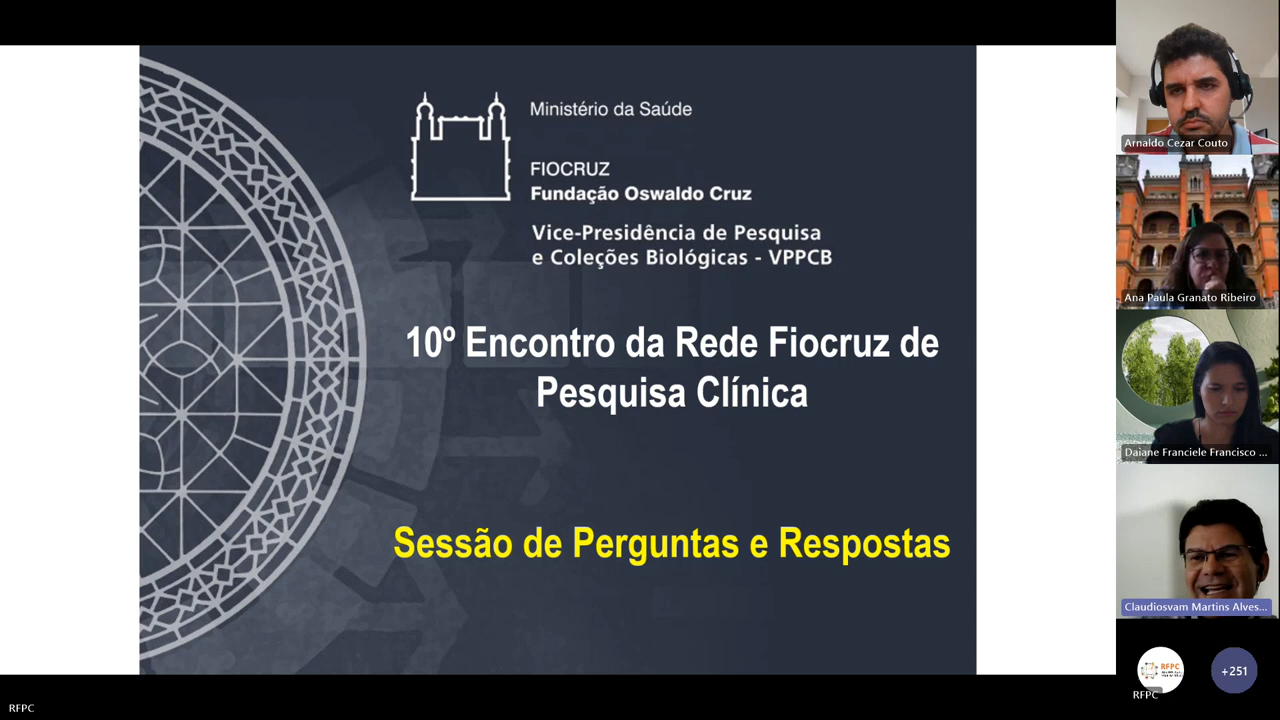 Ministério da Saúde
FIOCRUZ
Fundação Oswaldo Cruz
Vice-Presidência de Pesquisa
e Coleções Biológicas - VPPCB
10º Encontro da Rede Fiocruz de
Pesquisa Clínica
Sessão de Perguntas e Respostas
Arnaldo Cezar Couto
Ana Paula Granato Ribeiro
Daiane Franciele Francisco ...
Claudiosvam Martins Alves...
RFPC
+251
RFPC
RFPC